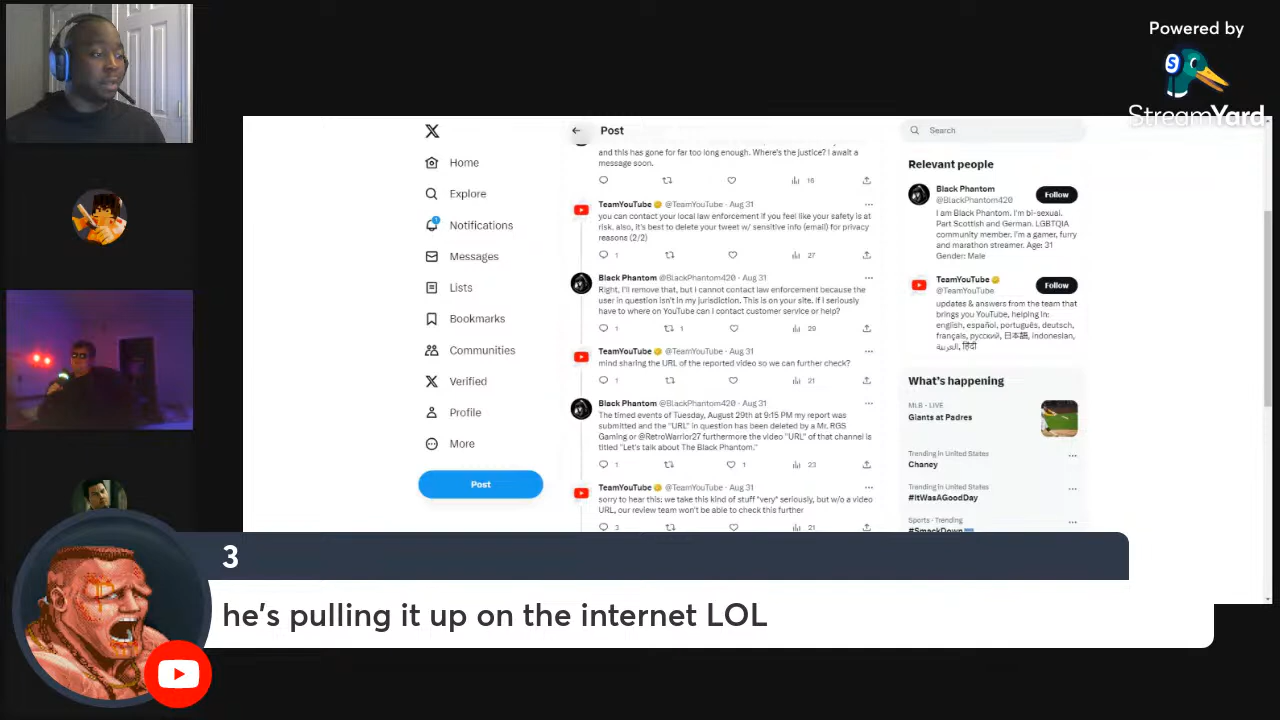 Powered by
StreamYard
X
Home
Explore
Notifications
Messages
Lists
Bookmarks
Communities
Verified
Profile
More
Post
Post
and this has gone for far too long enough. Where's the justice? I await a
message soon.
16
TeamYouTube @TeamYouTube · Aug 31
you can contact your local law enforcement if you feel like your safety is at
risk. also, it's best to delete your tweet w/ sensitive info (email) for privacy
reasons (2/2)
1 27
Black Phantom @BlackPhantom420 · Aug 31
Right, I'll remove that, but I cannot contact law enforcement because the
user in question isn't in my jurisdiction. This is on your site. If I seriously
have to where on YouTube can I contact customer service or help?
1 1 29
TeamYouTube @TeamYouTube · Aug 31
mind sharing the URL of the reported video so we can further check?
1 21
Black Phantom @BlackPhantom420 · Aug 31
The timed events of Tuesday, August 29th at 9:15 PM my report was
submitted and the "URL" in question has been deleted by a Mr. RGS
Gaming or @RetroWarrior27 furthermore the video "URL" of that channel is
titled "Let's talk about The Black Phantom."
1 1 23
TeamYouTube @TeamYouTube · Aug 31
sorry to hear this: we take this kind of stuff *very* seriously, but w/o a video
URL, our review team won't be able to check this further
3 21
Search
Relevant people
Black Phantom
@BlackPhantom420
Follow
I am Black Phantom. I'm bi-sexual.
Part Scottish and German. LGBTQIA
community member. I'm a gamer, furry
and marathon streamer. Age: 31
Gender: Male
TeamYouTube
@TeamYouTube
Follow
updates & answers from the team that
brings you YouTube, helping in:
english, español, português, deutsch,
français, русский, 日本語, indonesian,
العربية, हिंदी
What's happening
MLB · LIVE
Giants at Padres
Trending in United States
Chaney
Trending in United States
#ItWasAGoodDay
Sports · Trending
#SmackDown
3
he's pulling it up on the internet LOL